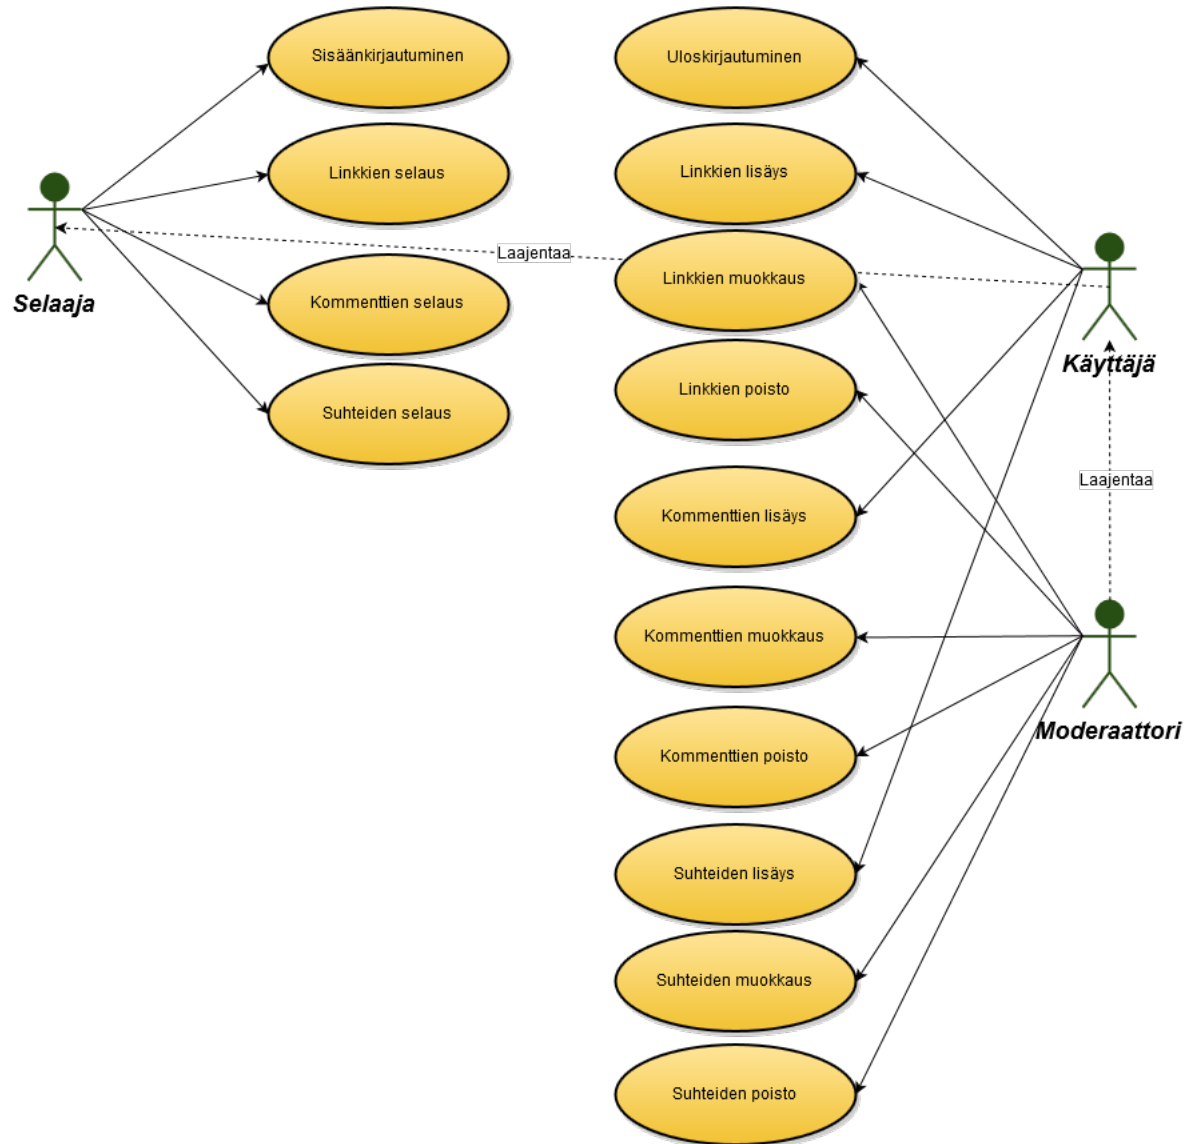 Sisäänkirjautuminen
Uloskirjautuminen
Linkkien selaus
Linkkien lisäys
Laajentaa
Linkkien muokkaus
Kommenttien selaus
Selaaja
Käyttäjä
Linkkien poisto
Suhteiden selaus
Laajentaa
Kommenttien lisäys
Kommenttien muokkaus
Moderaattori
Kommenttien poisto
Suhteiden lisäys
Suhteiden muokkaus
Suhteiden poisto